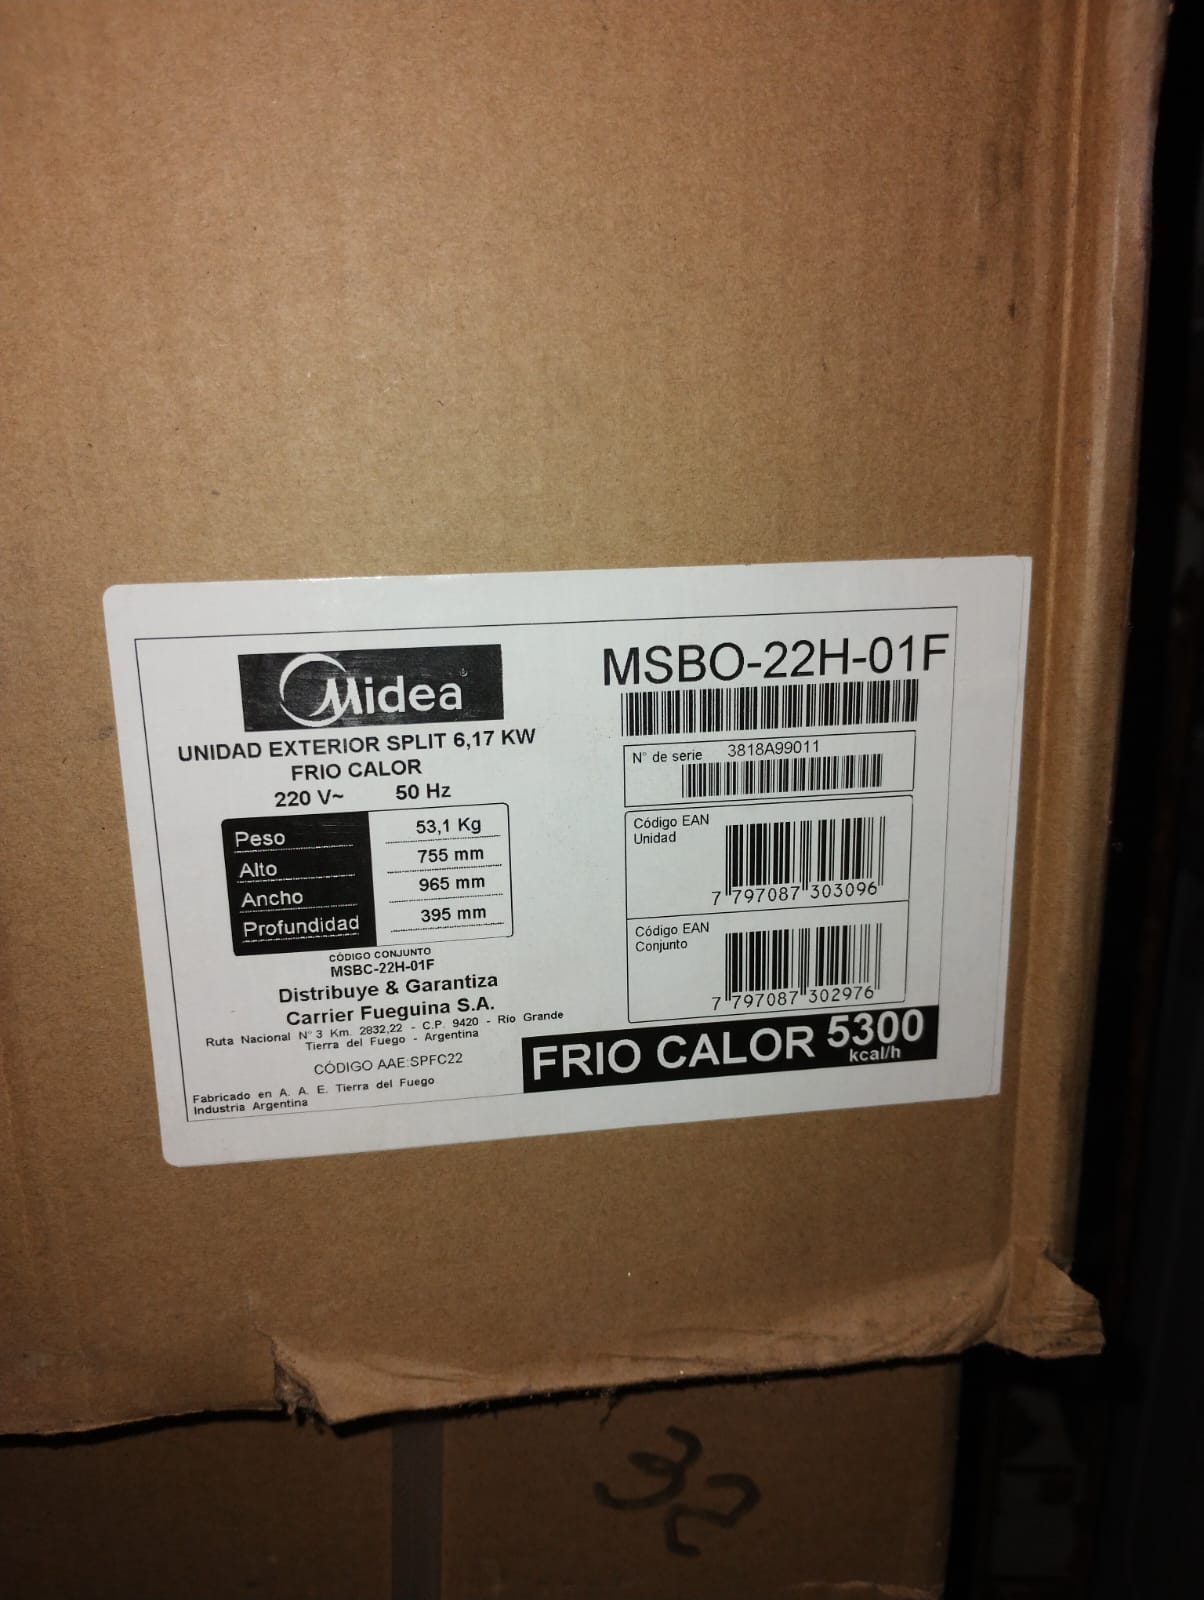 Midea
UNIDAD EXTERIOR SPLIT 6,17 KW
FRIO CALOR
220 V~ 50 Hz
Peso 53,1 Kg
Alto 755 mm
Ancho 965 mm
Profundidad 395 mm
CÓDIGO CONJUNTO
MSBC-22H-01F
Distribuye & Garantiza
Carrier Fueguina S.A.
Ruta Nacional N° 3 Km. 2832,22 - C.P. 9420 - Río Grande
Tierra del Fuego - Argentina
CÓDIGO AAE:SPFC22
Fabricado en A. A. E. Tierra del Fuego
Industria Argentina
MSBO-22H-01F
N° de serie 3818A99011
Código EAN
Unidad
7 797087 303096
Código EAN
Conjunto
7 797087 302976
FRIO CALOR 5300
kcal/h
32